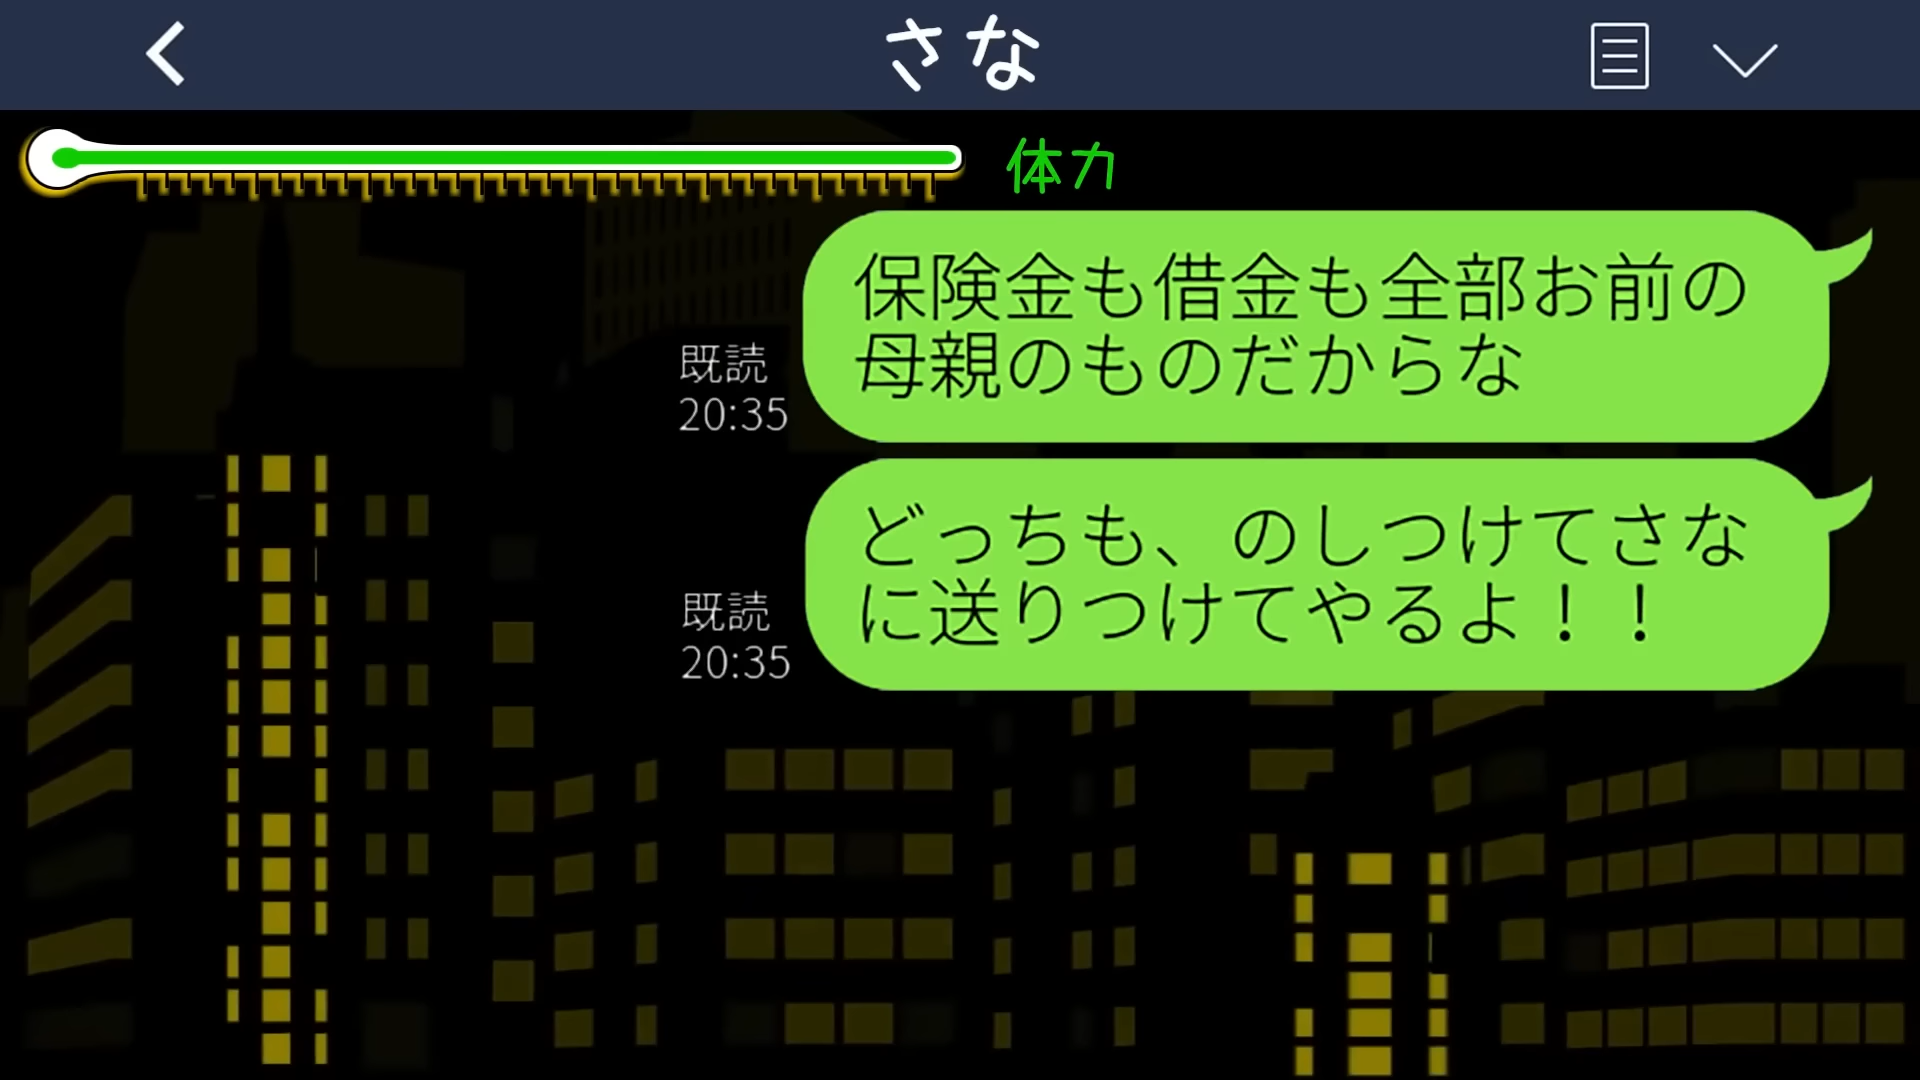 さな
体力
保険金も借金も全部お前の
母親のものだからな
既読
20:35
どっちも、のしつけてさな
に送りつけてやるよ！！
既読
20:35